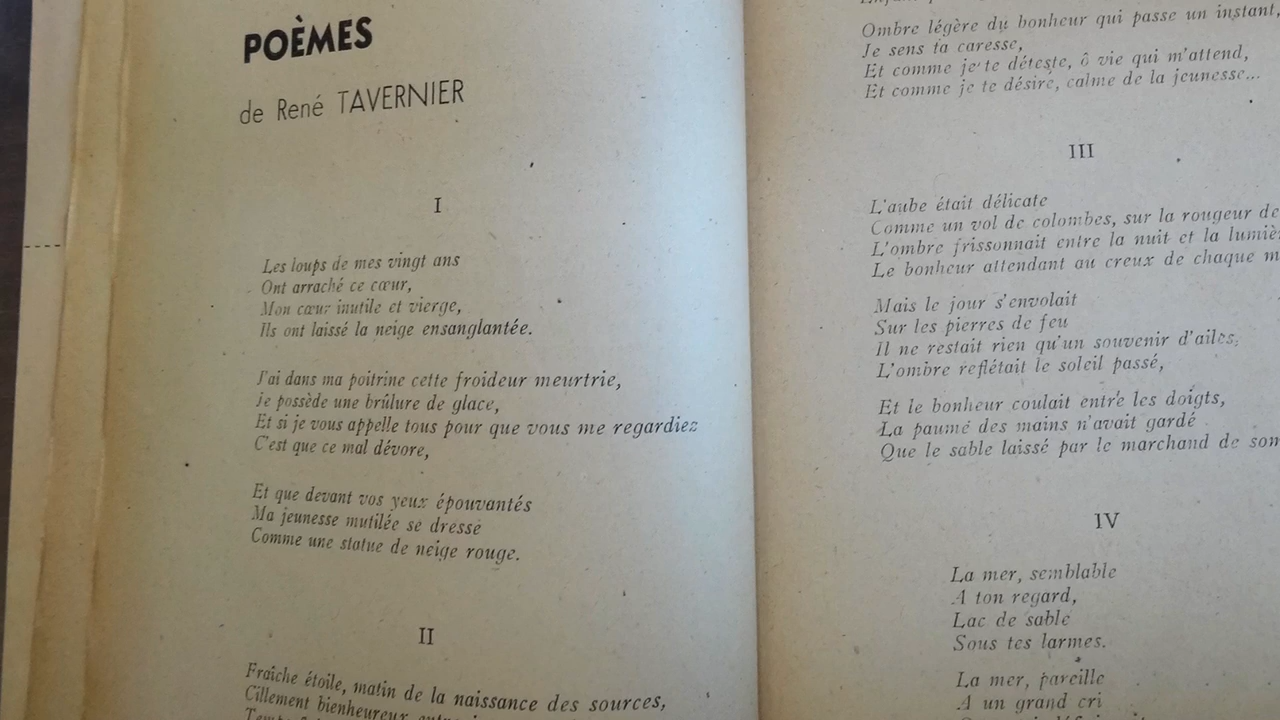 POÈMES
de René TAVERNIER
I
Les loups de mes vingt ans
Ont arraché ce cœur,
Mon cœur inutile et vierge,
Ils ont laissé la neige ensanglantée.
J'ai dans ma poitrine cette froideur meurtrie,
je possède une brûlure de glace,
Et si je vous appelle tous pour que vous me regardiez
C'est que ce mal dévore,
Et que devant vos yeux épouvantés
Ma jeunesse mutilée se dresse
Comme une statue de neige rouge.
II
Fraîche étoile, matin de la naissance des sources,
Cillement bienheureux
Ombre légère du bonheur qui passe un instant,
Je sens ta caresse,
Et comme je te déteste, ô vie qui m'attend,
Et comme je te désire, calme de la jeunesse...
III
L'aube était délicate
Comme un vol de colombes, sur la rougeur de
L'ombre frissonnait entre la nuit et la
Le bonheur attendant au creux de chaque
Mais le jour s'envolait
Sur les pierres de feu
Il ne restait rien qu'un souvenir d'ailes,
L'ombre reflétait le soleil passé,
Et le bonheur coulait entre les doigts,
La paume des mains n'avait gardé
Que le sable laissé par le marchand de
IV
La mer, semblable
A ton regard,
Lac de sable
Sous tes larmes.
La mer, pareille
A un grand cri